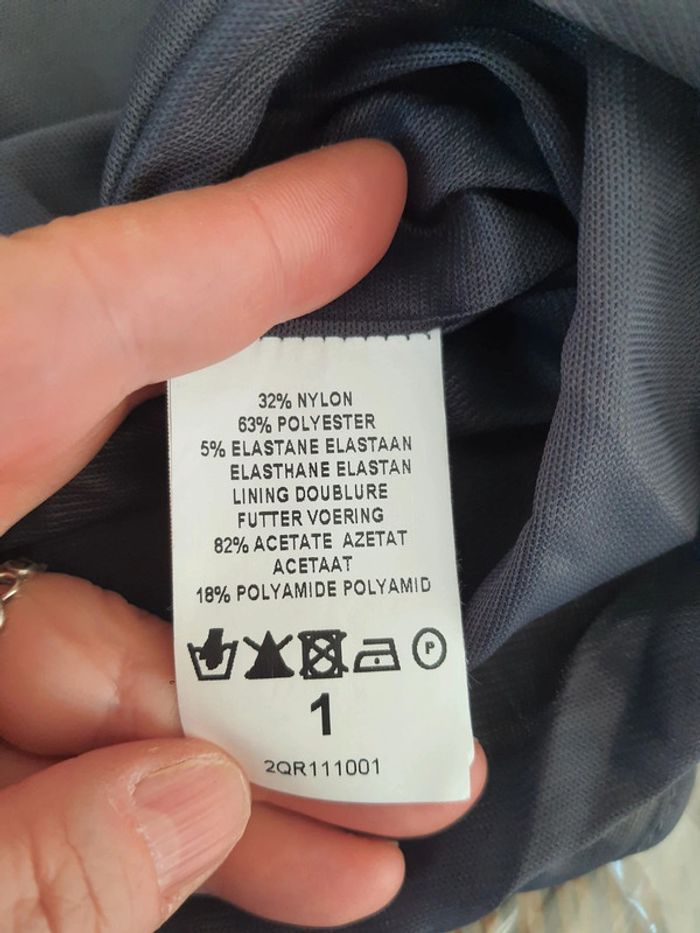 32% NYLON
63% POLYESTER
5% ELASTANE ELASTAAN
ELASTHANE ELASTAN
LINING DOUBLURE
FUTTER VOERING
82% ACETATE AZETAT
ACETAAT
18% POLYAMIDE POLYAMID
P
1
2QR111001